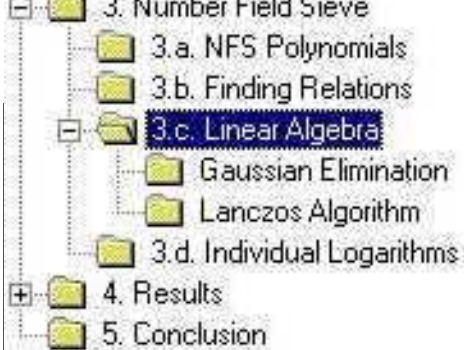 3. Number Field Sieve
3.a. NFS Polynomials
3.b. Finding Relations
3.c. Linear Algebra
Gaussian Elimination
Lanczos Algorithm
3.d. Individual Logarithms
4. Results
5. Conclusion